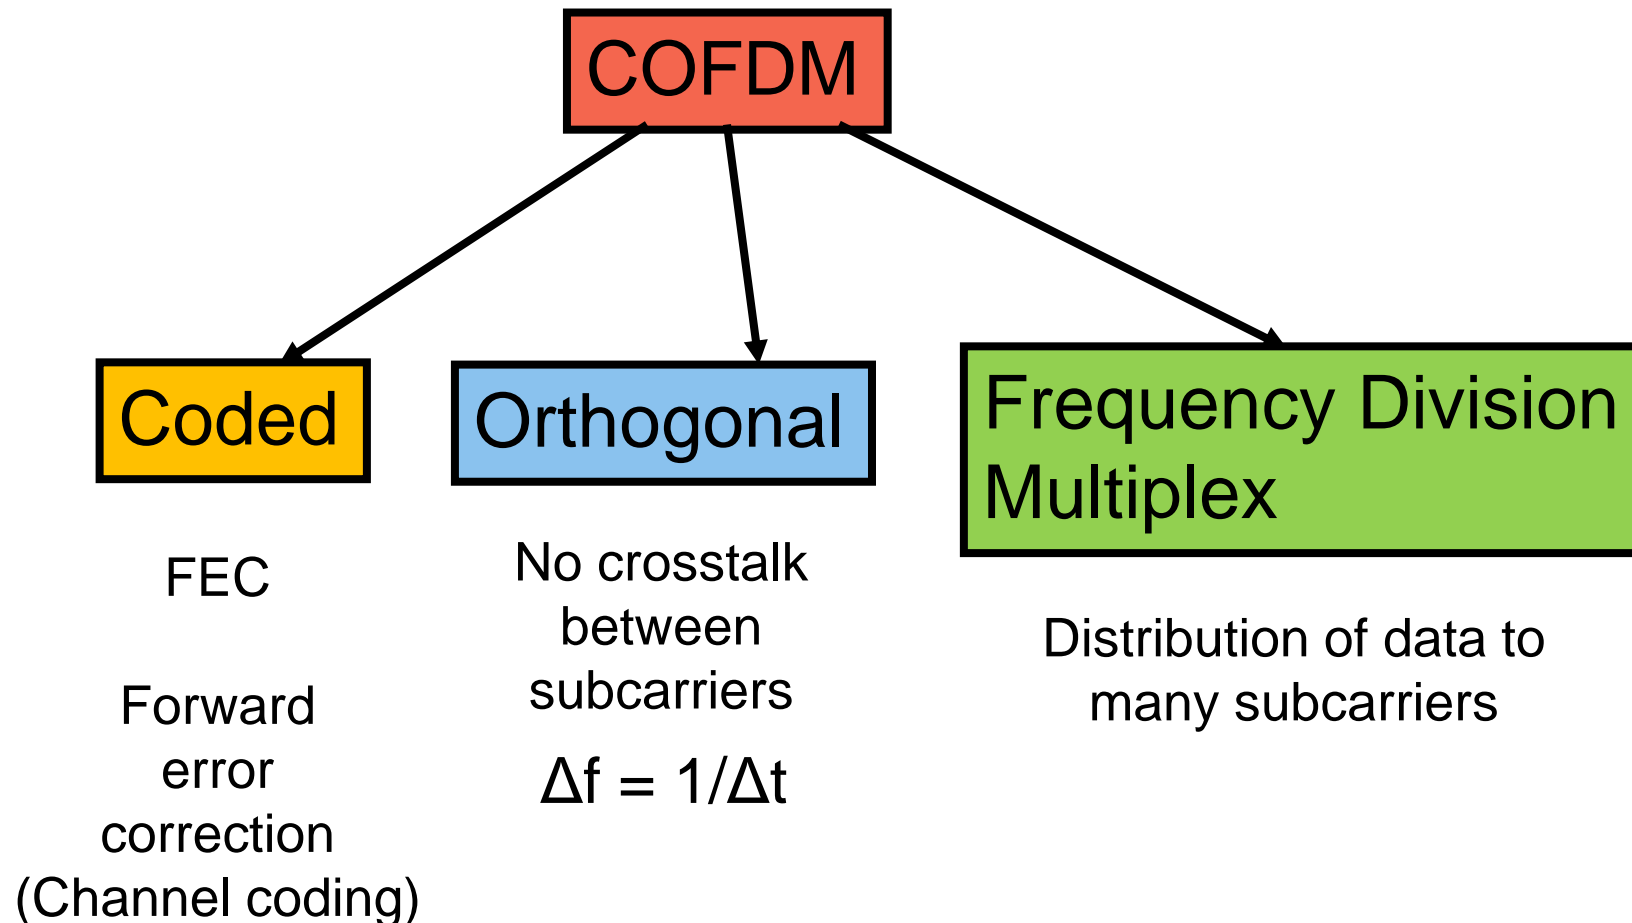 COFDM
Coded
FEC
Forward
error
correction
(Channel coding)
Orthogonal
No crosstalk
between
subcarriers
Δf = 1/Δt
Frequency Division
Multiplex
Distribution of data to
many subcarriers